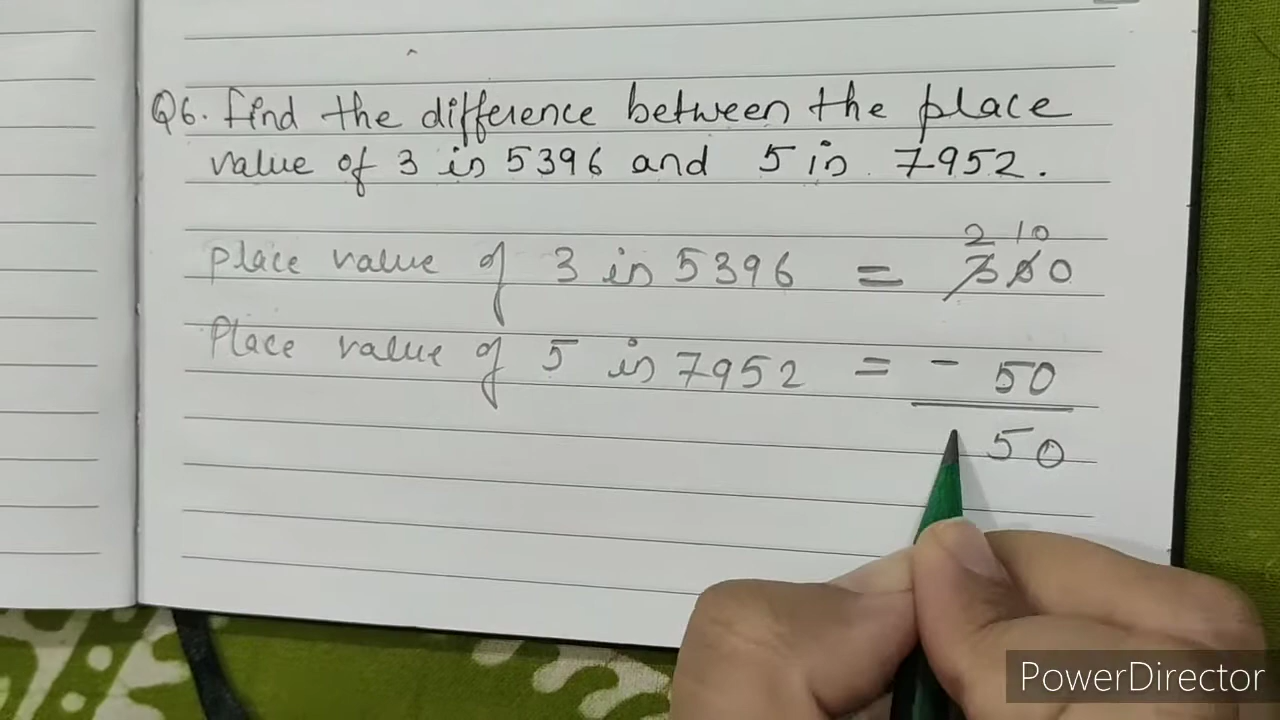 Q6. Find the difference between the place
value of 3 in 5396 and 5 in 7952.
2 10
Place value of 3 in 5396 = 300
Place value of 5 in 7952 = - 50
50
PowerDirector